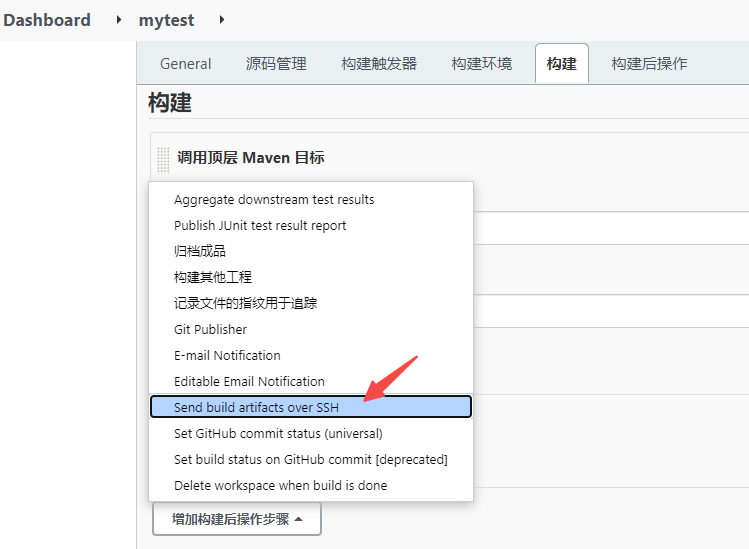 Dashboard mytest
General 源码管理 构建触发器 构建环境 构建 构建后操作
构建
调用顶层 Maven 目标
Aggregate downstream test results
Publish JUnit test result report
归档成品
构建其他工程
记录文件的指纹用于追踪
Git Publisher
E-mail Notification
Editable Email Notification
Send build artifacts over SSH
Set GitHub commit status (universal)
Set build status on GitHub commit [deprecated]
Delete workspace when build is done
增加构建后操作步骤